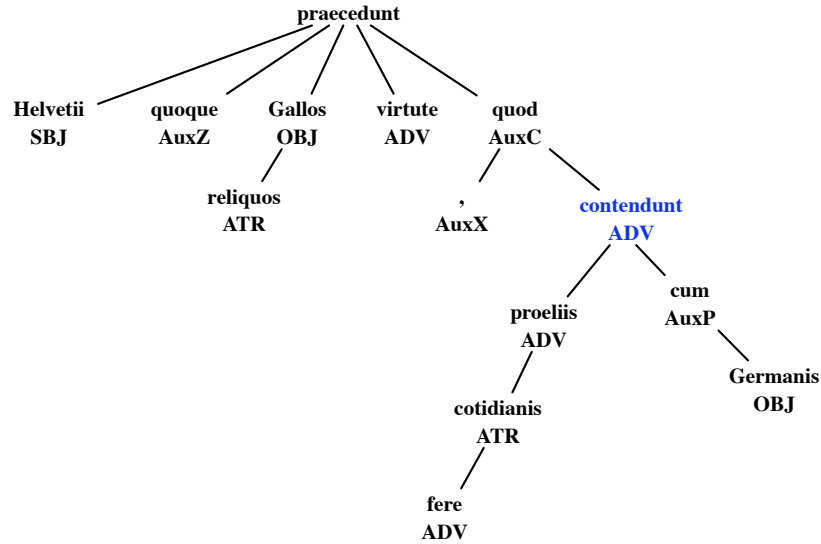 praecedunt
Helvetii quoque Gallos virtute quod
SBJ AuxZ OBJ ADV AuxC
reliquos , contendunt
ATR AuxX ADV
proeliis cum
ADV AuxP
Germanis
OBJ
cotidianis
ATR
fere
ADV